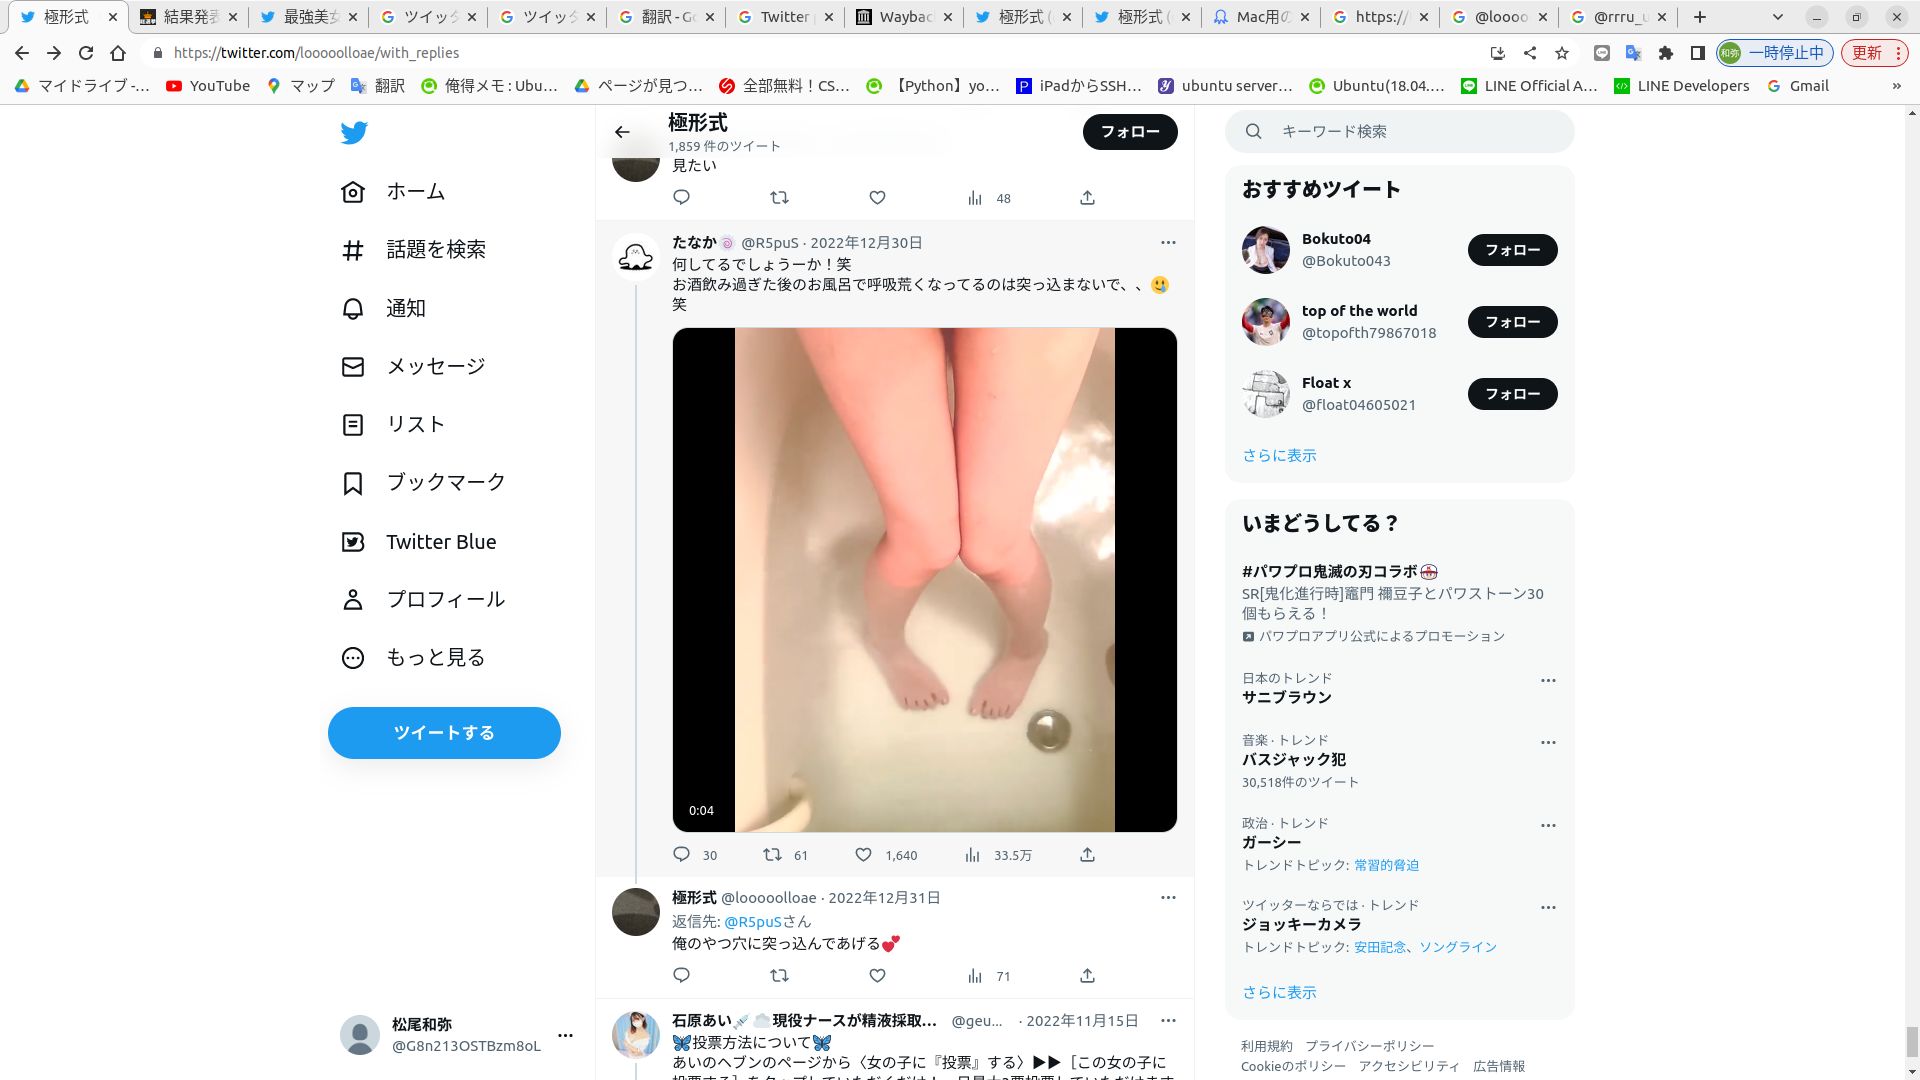 極形式
結果発表
最強美女
ツイッタ
ツイッタ
翻訳 - Go
Twitter
Wayback
極形式 (
極形式 (
Mac用の
https://
@loooo
@rrru_u
https://twitter.com/looooolloae/with_replies
和弥 一時停止中
更新
マイドライブ -...
YouTube
マップ
翻訳
俺得メモ : Ubu...
ページが見つ...
全部無料！CS...
【Python】yo...
iPadからSSH...
ubuntu server...
Ubuntu(18.04....
LINE Official A...
LINE Developers
Gmail
»
ホーム
話題を検索
通知
メッセージ
リスト
ブックマーク
Twitter Blue
プロフィール
もっと見る
ツイートする
松尾和弥
@G8n213OSTBzm8oL
極形式
1,859 件のツイート
フォロー
見たい
48
たなか🍥 @R5puS · 2022年12月30日
何してるでしょうーか！笑
お酒飲み過ぎた後のお風呂で呼吸荒くなってるのは突っ込まないで、、🥲
笑
0:04
30 61 1,640 33.5万
極形式 @looooolloae · 2022年12月31日
返信先: @R5puSさん
俺のやつ穴に突っ込んであげる💕
71
石原あい💉☁️現役ナースが精液採取... @geu... · 2022年11月15日
🦋投票方法について🦋
あいのヘブンのページから〈女の子に『投票』する〉▶▶［この女の子に
キーワード検索
おすすめツイート
Bokuto04
@Bokuto043
フォロー
top of the world
@topofth79867018
フォロー
Float x
@float04605021
フォロー
さらに表示
いまどうしてる？
#パワプロ鬼滅の刃コラボ
SR[鬼化進行時]竈門 禰豆子とパワストーン30
個もらえる！
パワプロアプリ公式によるプロモーション
日本のトレンド
サニブラウン
音楽 · トレンド
バスジャック犯
30,518件のツイート
政治 · トレンド
ガーシー
トレンドトピック: 常習的脅迫
ツイッターならでは · トレンド
ジョッキーカメラ
トレンドトピック: 安田記念、ソングライン
さらに表示
利用規約 プライバシーポリシー
Cookieのポリシー アクセシビリティ 広告情報